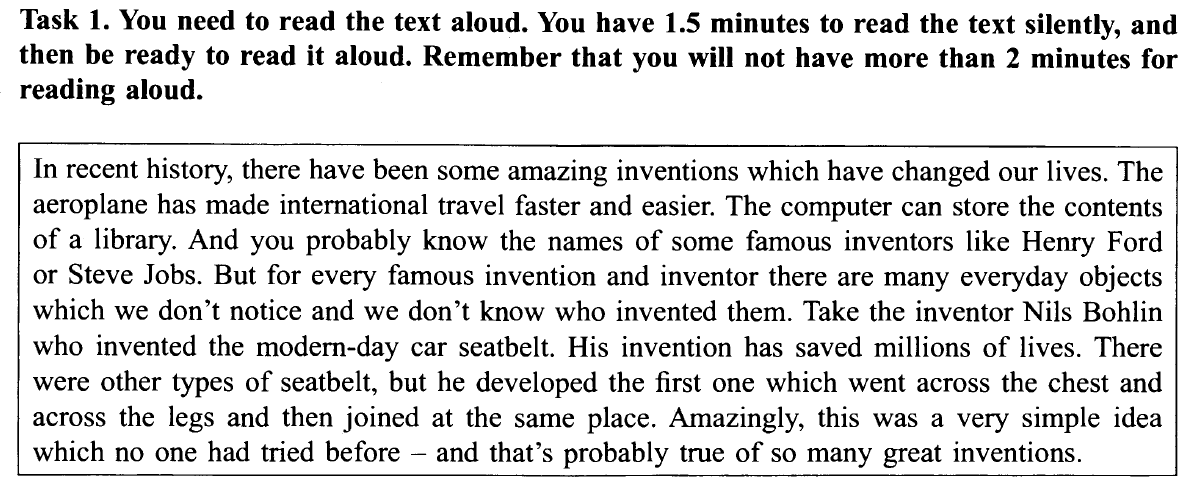 Task 1. You need to read the text aloud. You have 1.5 minutes to read the text silently, and
then be ready to read it aloud. Remember that you will not have more than 2 minutes for
reading aloud.
In recent history, there have been some amazing inventions which have changed our lives. The
aeroplane has made international travel faster and easier. The computer can store the contents
of a library. And you probably know the names of some famous inventors like Henry Ford
or Steve Jobs. But for every famous invention and inventor there are many everyday objects
which we don’t notice and we don’t know who invented them. Take the inventor Nils Bohlin
who invented the modern-day car seatbelt. His invention has saved millions of lives. There
were other types of seatbelt, but he developed the first one which went across the chest and
across the legs and then joined at the same place. Amazingly, this was a very simple idea
which no one had tried before – and that’s probably true of so many great inventions.